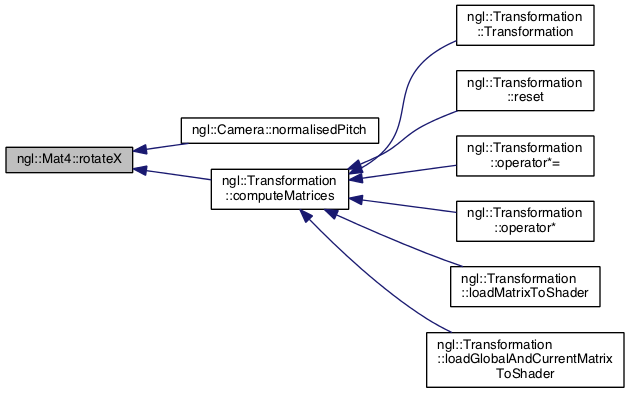 ngl::Mat4::rotateX
ngl::Camera::normalisedPitch
ngl::Transformation
::computeMatrices
ngl::Transformation
::Transformation
ngl::Transformation
::reset
ngl::Transformation
::operator*=
ngl::Transformation
::operator*
ngl::Transformation
::loadMatrixToShader
ngl::Transformation
::loadGlobalAndCurrentMatrix
ToShader